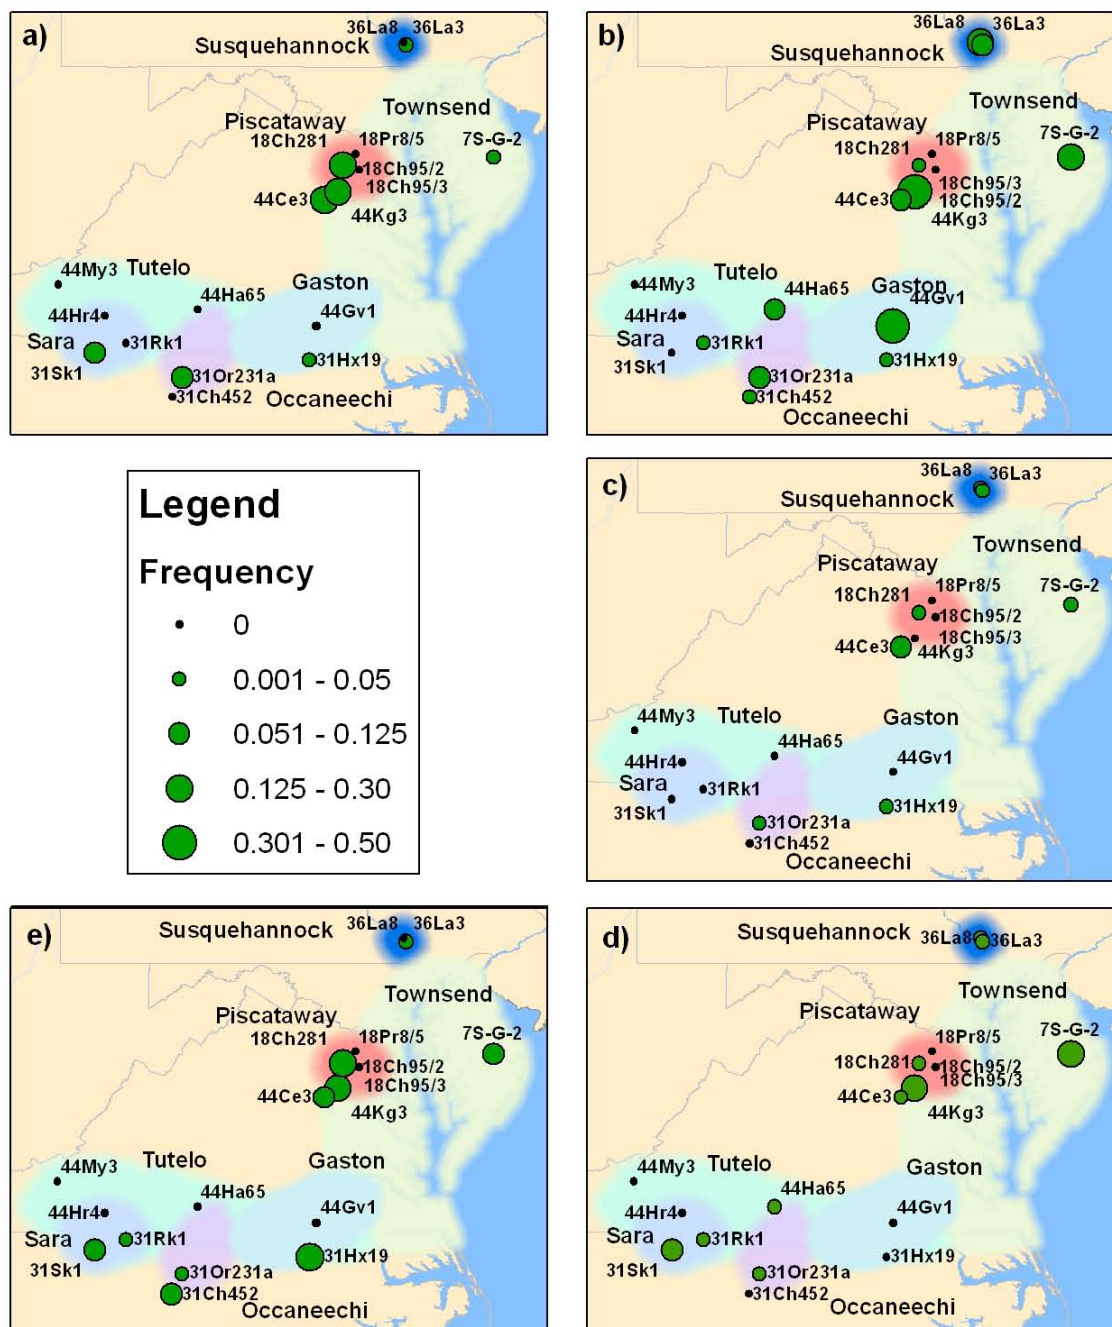 a)
36La8 36La3
Susquehannock
Townsend
Piscataway
18Ch281
18Pr8/5
7S-G-2
18Ch95/2
18Ch95/3
44Ce3
44Kg3
44My3
Tutelo
Gaston
44Ha65
44Hr4
44Gv1
Sara
31Rk1
31Sk1
31Hx19
31Or231a
31Ch452
Occaneechi
b)
36La8 36La3
Susquehannock
Townsend
Piscataway
18Pr8/5
7S-G-2
18Ch281
18Ch95/3
18Ch95/2
44Ce3
44Kg3
Tutelo
Gaston
44My3
44Ha65
44Gv1
44Hr4
Sara
31Rk1
31Sk1
31Hx19
31Or231a
31Ch452
Occaneechi
Legend
Frequency
0
0.001 - 0.05
0.051 - 0.125
0.125 - 0.30
0.301 - 0.50
c)
36La8 36La3
Susquehannock
Townsend
Piscataway
18Pr8/5
7S-G-2
18Ch281
18Ch95/2
18Ch95/3
44Ce3
44Kg3
44My3
Tutelo
Gaston
44Ha65
44Hr4
44Gv1
Sara
31Rk1
31Sk1
31Hx19
31Or231a
31Ch452
Occaneechi
e)
36La8 36La3
Susquehannock
Townsend
Piscataway
18Ch281
18Pr8/5
7S-G-2
18Ch95/2
18Ch95/3
44Ce3
44Kg3
44My3
Tutelo
Gaston
44Ha65
44Hr4
44Gv1
Sara
31Rk1
31Sk1
31Hx19
31Or231a
31Ch452
Occaneechi
d)
36La8 36La3
Susquehannock
Townsend
Piscataway
18Pr8/5
7S-G-2
18Ch281
18Ch95/2
18Ch95/3
44Ce3
44Kg3
44My3
Tutelo
Gaston
44Ha65
44Hr4
44Gv1
Sara
31Rk1
31Sk1
31Hx19
31Or231a
31Ch452
Occaneechi